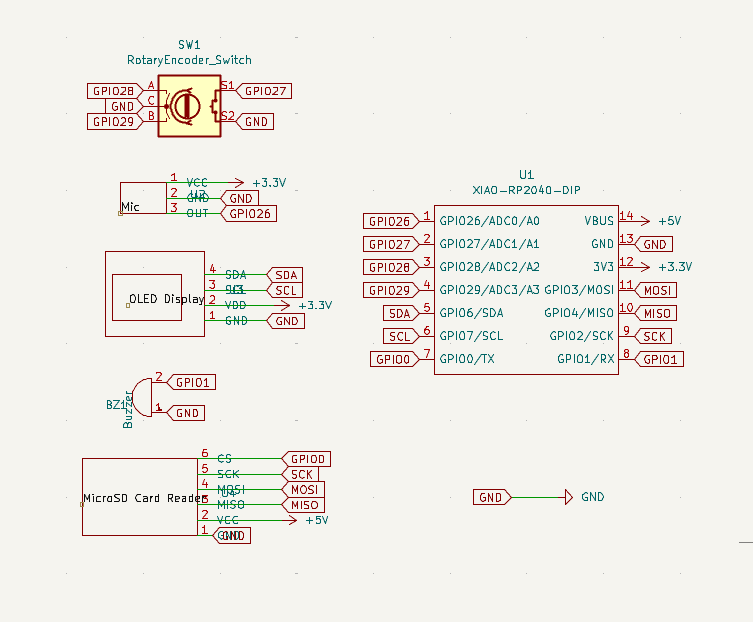 SW1
RotaryEncoder_Switch
GPIO28 A S1 GPIO27
GND C
GPIO29 B S2 GND
1 VCC +3.3V
2 GND GND
Mic 3 OUT GPIO26
4 SDA SDA
3 SCL SCL
OLED Display 2 VDD +3.3V
1 GND GND
2 GPIO1
BZ1
Buzzer
1 GND
6 CS GPIO0
5 SCK SCK
4 MOSI MOSI
MicroSD Card Reader 3 MISO MISO
U4
2 VCC +5V
1 GND GND
U1
XIAO-RP2040-DIP
GPIO26 1 GPIO26/ADC0/A0 VBUS 14 +5V
GPIO27 2 GPIO27/ADC1/A1 GND 13 GND
GPIO28 3 GPIO28/ADC2/A2 3V3 12 +3.3V
GPIO29 4 GPIO29/ADC3/A3 GPIO3/MOSI 11 MOSI
SDA 5 GPIO6/SDA GPIO4/MISO 10 MISO
SCL 6 GPIO7/SCL GPIO2/SCK 9 SCK
GPIO0 7 GPIO0/TX GPIO1/RX 8 GPIO1
GND GND